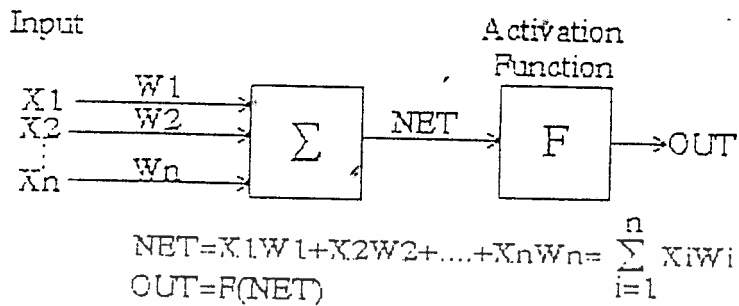 Input
Activation
Function
X1 W1
X2 W2
Xn Wn
Σ
NET
F
OUT
NET=X1W1+X2W2+....+XnWn= n Σ i=1 XiWi
OUT=F(NET)